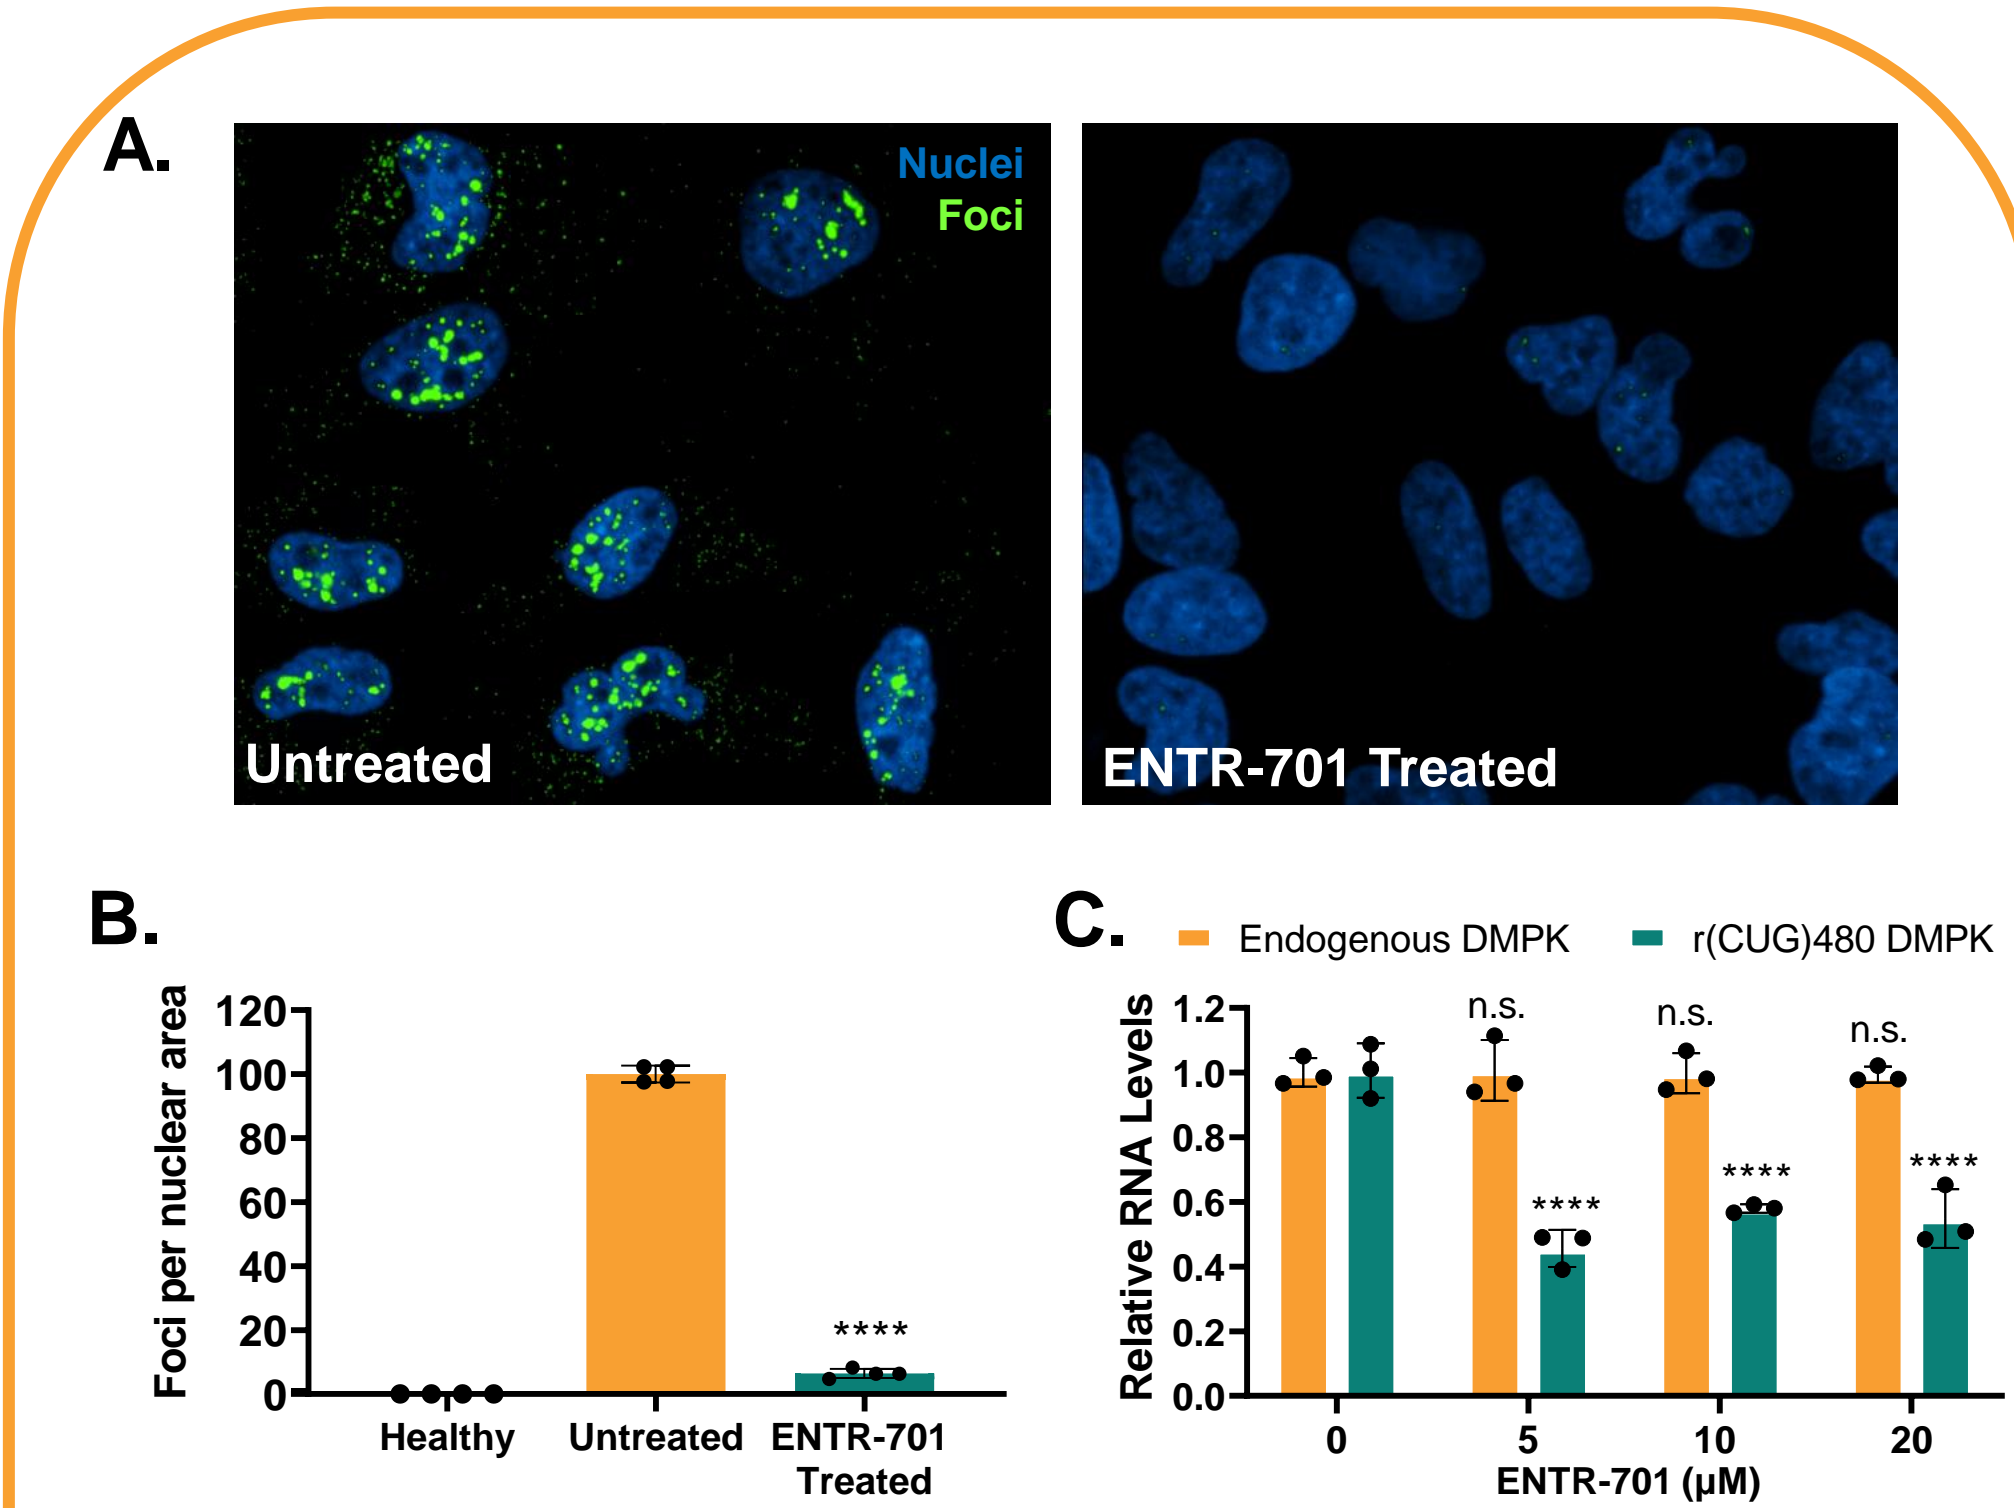 A.
Nuclei
Foci
Untreated
ENTR-701 Treated
B.
Foci per nuclear area
120
100
80
60
40
20
0
****
Healthy
Untreated
ENTR-701
Treated
C.
Endogenous DMPK
r(CUG)480 DMPK
Relative RNA Levels
1.2
1.0
0.8
0.6
0.4
0.2
0.0
n.s.
n.s.
n.s.
****
****
****
0
5
10
20
ENTR-701 (µM)